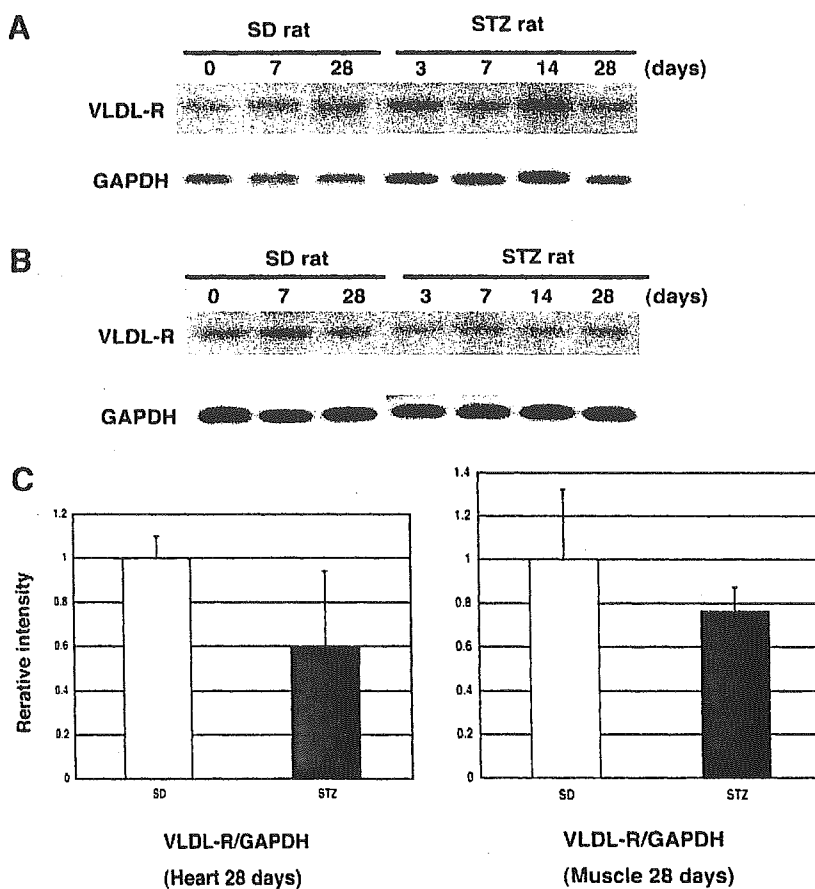 A
SD rat STZ rat
0 7 28 3 7 14 28 (days)
VLDL-R
GAPDH
B
SD rat STZ rat
0 7 28 3 7 14 28 (days)
VLDL-R
GAPDH
C
Rerative intensity
1.2
1
0.8
0.6
0.4
0.2
0
SD STZ
VLDL-R/GAPDH
(Heart 28 days)
1.4
1.2
1
0.8
0.6
0.4
0.2
0
SD STZ
VLDL-R/GAPDH
(Muscle 28 days)